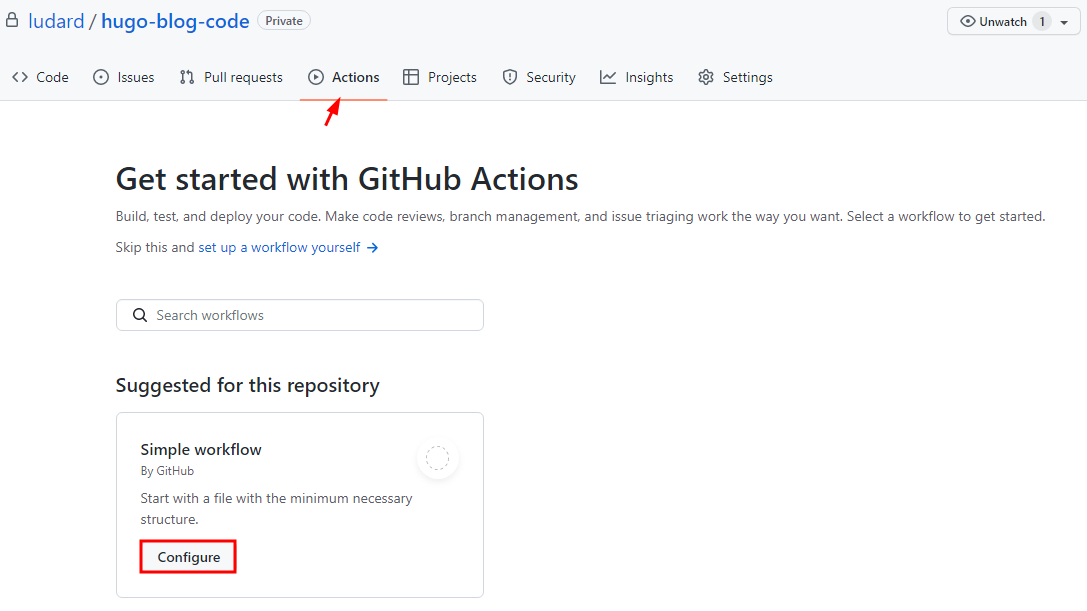 ludard / hugo-blog-code Private Unwatch 1
Code Issues Pull requests Actions Projects Security Insights Settings
Get started with GitHub Actions
Build, test, and deploy your code. Make code reviews, branch management, and issue triaging work the way you want. Select a workflow to get started.
Skip this and set up a workflow yourself →
Search workflows
Suggested for this repository
Simple workflow
By GitHub
Start with a file with the minimum necessary
structure.
Configure